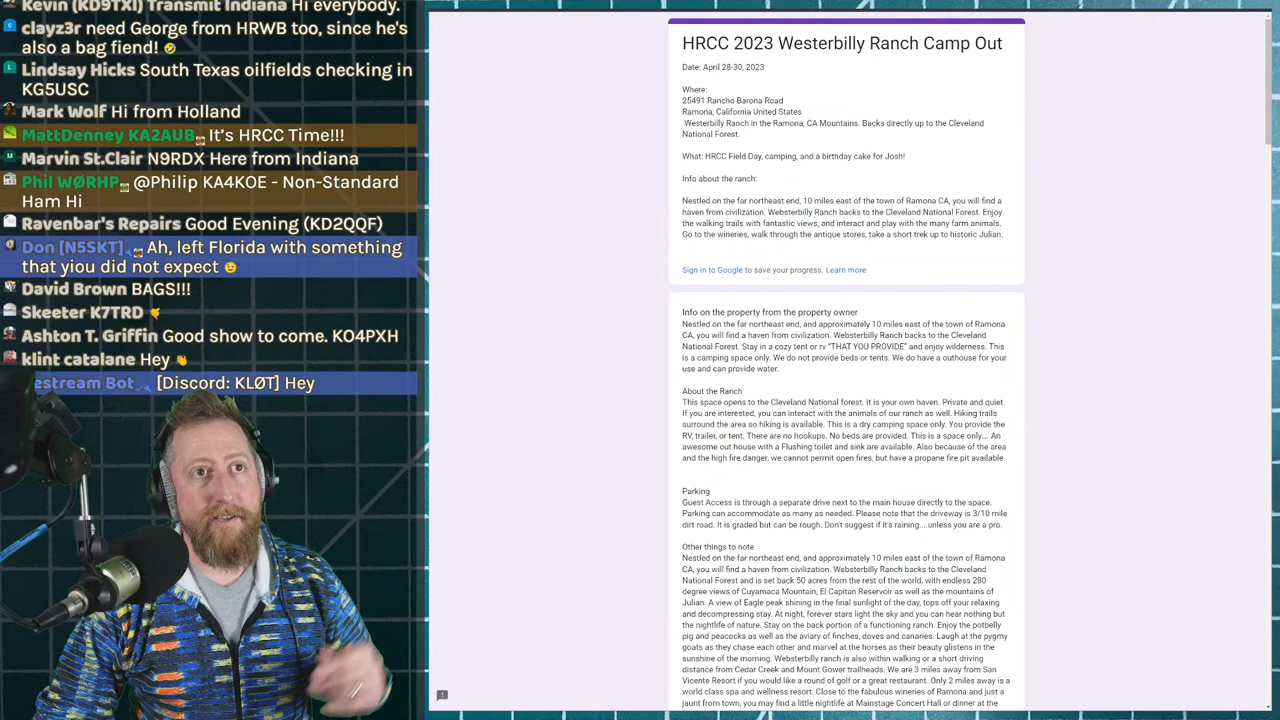 Kevin (KD9TXI) Transmit Indiana Hi everybody.
clayz3r need George from HRWB too, since he's
also a bag fiend! 🤣
Lindsay Hicks South Texas oilfields checking in
KG5USC
Mark Wolf Hi from Holland
MattDenney KA2AUB It's HRCC Time!!!
Marvin St.Clair N9RDX Here from Indiana
Phil WØRHP @Philip KA4KOE - Non-Standard
Ham Hi
Repenbar's Repairs Good Evening (KD2QQF)
Don [N5SKT] Ah, left Florida with something
that yiou did not expect 😉
David Brown BAGS!!!
Skeeter K7TRD
Johnathon T. Griffin Good show tocome. KO4PXH
klint catalane Hey 👋
estream Bot [Discord: KLØT] Hey
HRCC 2023 Westerbilly Ranch Camp Out
Date: April 28-30, 2023
Where:
25491 Rancho Barona Road
Ramona, California United States
Westerbilly Ranch in the Ramona, CA Mountains. Backs directly up to the Cleveland
National Forest.
What: HRCC Field Day, camping, and a birthday cake for Josh!
Info about the ranch:
Nestled on the far northeast end, 10 miles east of the town of Ramona CA, you will find a
haven from civilization. Websterbilly Ranch backs to the Cleveland National Forest. Enjoy
the walking trails with fantastic views, and interact and play with the many farm animals.
Go to the wineries, walk through the antique stores, take a short trek up to historic Julian.
Sign in to Google to save your progress. Learn more
Info on the property from the property owner
Nestled on the far northeast end, and approximately 10 miles east of the town of Ramona
CA, you will find a haven from civilization. Websterbilly Ranch backs to the Cleveland
National Forest. Stay in a cozy tent or rv "THAT YOU PROVIDE" and enjoy wilderness. This
is a camping space only. We do not provide beds or tents. We do have a outhouse for your
use and can provide water.
About the Ranch
This space opens to the Cleveland National forest. It is your own haven. Private and quiet.
If you are interested, you can interact with the animals of our ranch as well. Hiking trails
surround the area so hiking is available. This is a dry camping space only. You provide the
RV, trailer, or tent. There are no hookups. No beds are provided. This is a space only.... An
awesome out house with a Flushing toilet and sink are available. Also because of the area
and the high fire danger, we cannot permit open fires, but have a propane fire pit available.
Parking
Guest Access is through a separate drive next to the main house directly to the space.
Parking can accommodate as many as needed. Please note that the driveway is 3/10 mile
dirt road. It is graded but can be rough. Don't suggest if it's raining....unless you are a pro.
Other things to note
Nestled on the far northeast end, and approximately 10 miles east of the town of Ramona
CA, you will find a haven from civilization. Websterbilly Ranch backs to the Cleveland
National Forest and is set back 50 acres from the rest of the world, with endless 280
degree views of Cuyamaca Mountain, El Capitan Reservoir as well as the mountains of
Julian. A view of Eagle peak shining in the final sunlight of the day, tops off your relaxing
and decompressing stay. At night, forever stars light the sky and you can hear nothing but
the nightlife of nature. Stay on the back portion of a functioning ranch. Enjoy the potbelly
pig and peacocks as well as the aviary of finches, doves and canaries. Laugh at the pygmy
goats as they chase each other and marvel at the horses as their beauty glistens in the
sunshine of the morning. Websterbilly ranch is also within walking or a short driving
distance from Cedar Creek and Mount Gower trailheads. We are 3 miles away from San
Vicente Resort if you would like a round of golf or a great restaurant. Only 2 miles away is a
world class spa and wellness resort. Close to the fabulous wineries of Ramona and just a
jaunt from town, you may find a little nightlife at Mainstage Concert Hall or dinner at the